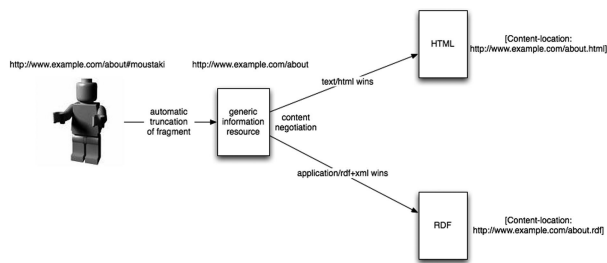 http://www.example.com/about#moustaki
automatic
truncation
of fragment
http://www.example.com/about
generic
information
resource
content
negotiation
text/html wins
HTML
[Content-location:
http://www.example.com/about.html]
application/rdf+xml wins
RDF
[Content-location:
http://www.example.com/about.rdf]